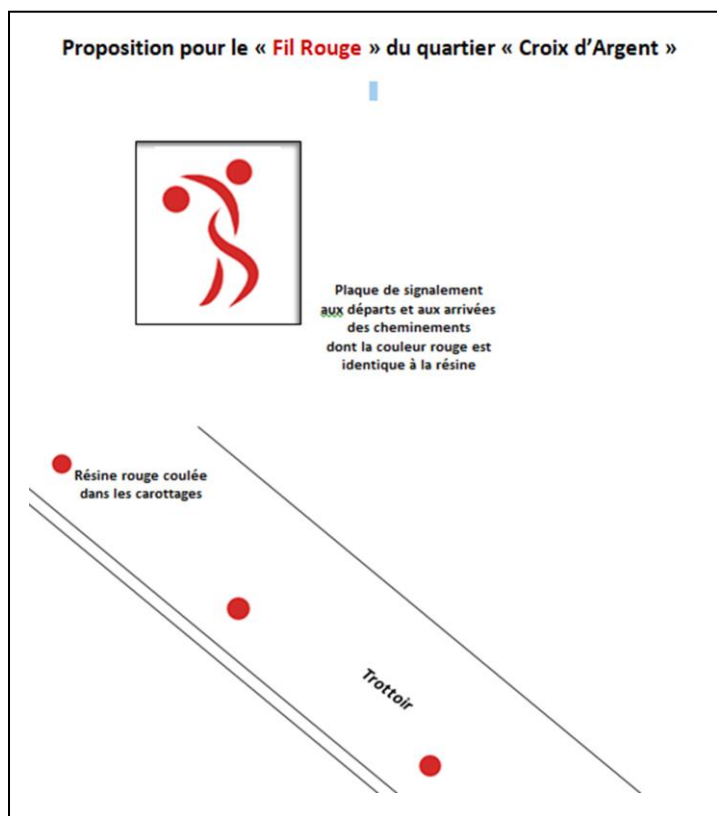 Proposition pour le « Fil Rouge » du quartier « Croix d’Argent »
Plaque de signalement
aux départs et aux arrivées
des cheminements
dont la couleur rouge est
identique à la résine
Résine rouge coulée
dans les carottages
Trottoir